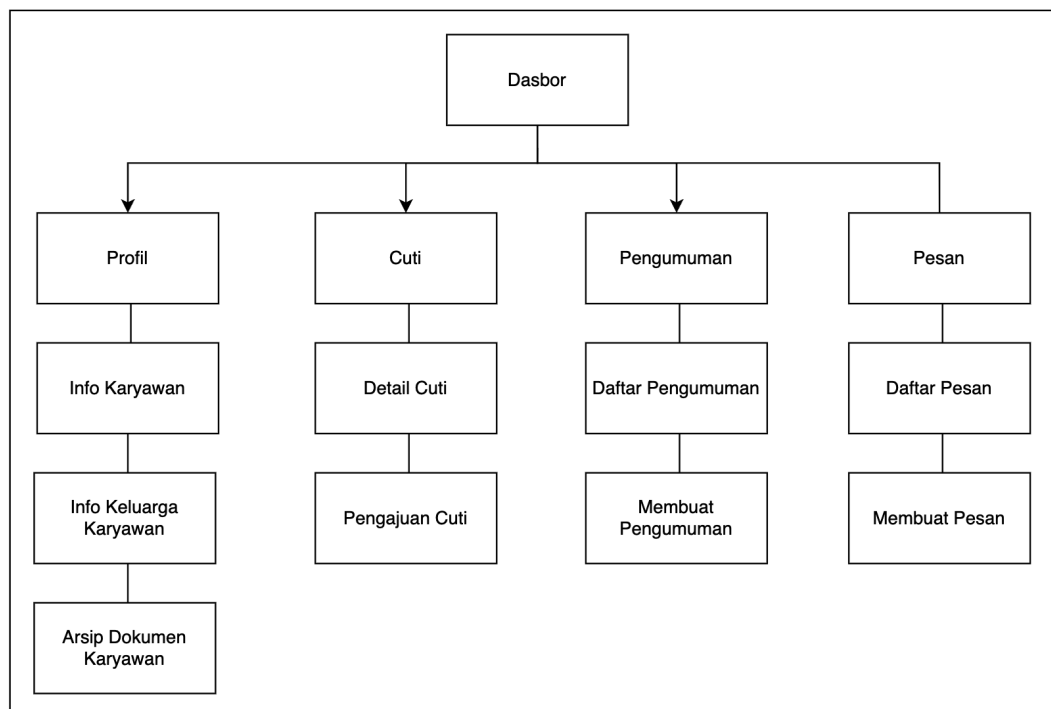 Dasbor
Profil
Cuti
Pengumuman
Pesan
Info Karyawan
Detail Cuti
Daftar Pengumuman
Daftar Pesan
Info Keluarga
Karyawan
Pengajuan Cuti
Membuat
Pengumuman
Membuat Pesan
Arsip Dokumen
Karyawan